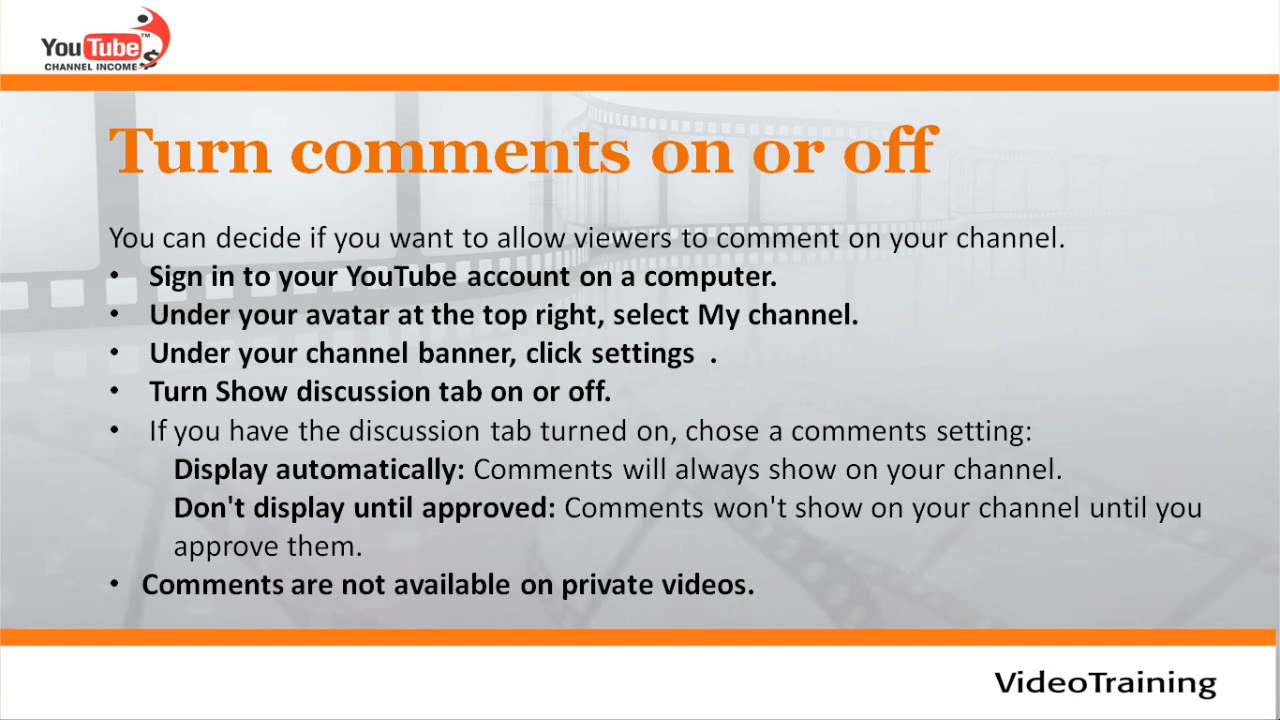 YouTube™
CHANNEL INCOME
Turn comments on or off
You can decide if you want to allow viewers to comment on your channel.
• Sign in to your YouTube account on a computer.
• Under your avatar at the top right, select My channel.
• Under your channel banner, click settings .
• Turn Show discussion tab on or off.
• If you have the discussion tab turned on, chose a comments setting:
Display automatically: Comments will always show on your channel.
Don't display until approved: Comments won't show on your channel until you
approve them.
• Comments are not available on private videos.
VideoTraining